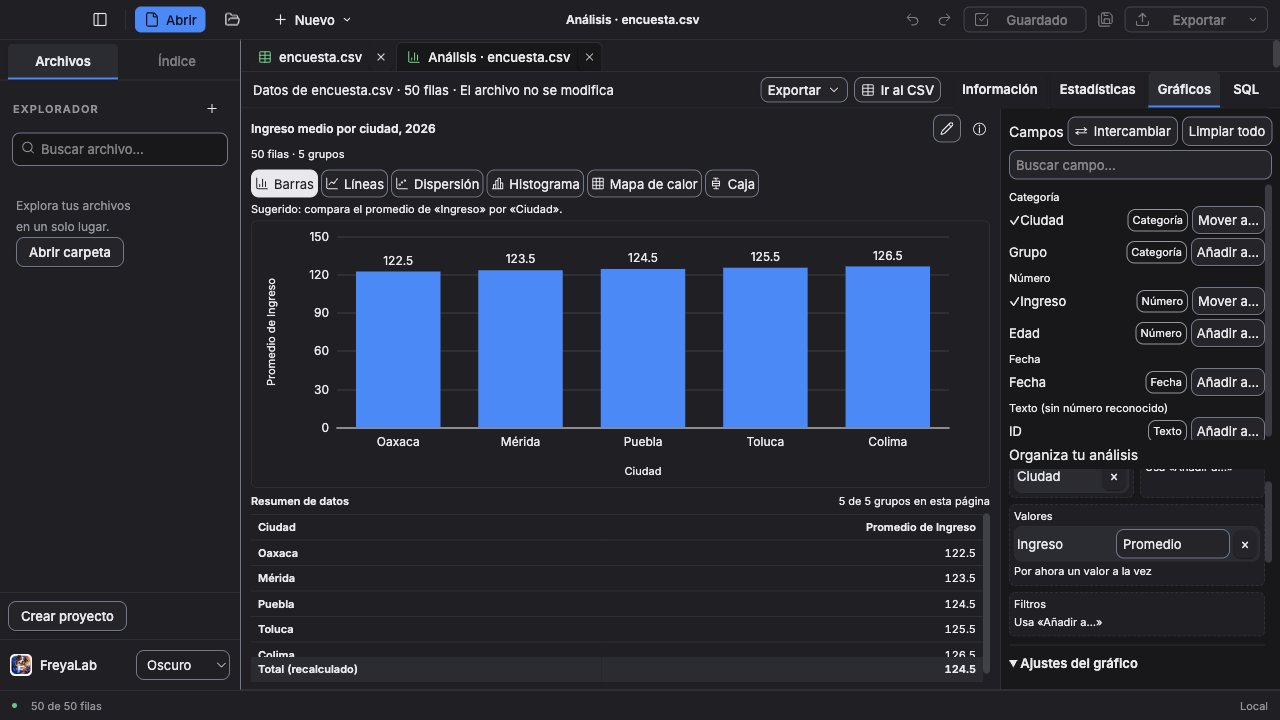 Abrir
Nuevo
Análisis · encuesta.csv
Guardado
Exportar
Archivos
Índice
EXPLORADOR
Buscar archivo...
Explora tus archivos
en un solo lugar.
Abrir carpeta
Crear proyecto
FreyaLab
Oscuro
encuesta.csv
Análisis · encuesta.csv
Datos de encuesta.csv · 50 filas · El archivo no se modifica
Exportar
Ir al CSV
Información
Estadísticas
Gráficos
SQL
Ingreso medio por ciudad, 2026
50 filas · 5 grupos
Barras
Líneas
Dispersión
Histograma
Mapa de calor
Caja
Sugerido: compara el promedio de «Ingreso» por «Ciudad».
Promedio de Ingreso
150
120
90
60
30
0
122.5
123.5
124.5
125.5
126.5
Oaxaca
Mérida
Puebla
Toluca
Colima
Ciudad
Resumen de datos
5 de 5 grupos en esta página
Ciudad Promedio de Ingreso
Oaxaca 122.5
Mérida 123.5
Puebla 124.5
Toluca 125.5
Colima 126.5
Total (recalculado) 124.5
Campos
Intercambiar
Limpiar todo
Buscar campo...
Categoría
✓Ciudad Categoría Mover a...
Grupo Categoría Añadir a...
Número
✓Ingreso Número Mover a...
Edad Número Añadir a...
Fecha
Fecha Fecha Añadir a...
Texto (sin número reconocido)
ID Texto Añadir a...
Organiza tu análisis
Ciudad ×
Usa «Añadir a...»
Valores
Ingreso Promedio ×
Por ahora un valor a la vez
Filtros
Usa «Añadir a...»
▾ Ajustes del gráfico
50 de 50 filas
Local